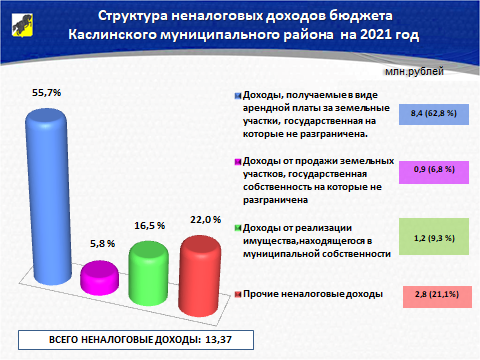 Структура неналоговых доходов бюджета
Каслинского муниципального района на 2021 год
млн.рублей
55,7%
5,8 %
16,5 %
22,0 %
Доходы, получаемые в виде
арендной платы за земельные
участки, государственная на
которые не разграничена.
8,4 (62,8 %)
Доходы от продажи земельных
участков, государственная
собственность на которые не
разграничена
0,9 (6,8 %)
Доходы от реализации
имущества,находящегося в
муниципальной собственности
1,2 (9,3 %)
Прочие неналоговые доходы
2,8 (21,1%)
ВСЕГО НЕНАЛОГОВЫЕ ДОХОДЫ: 13,37